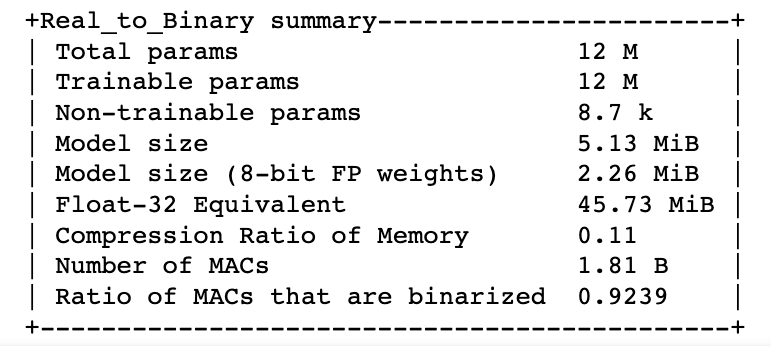 +Real_to_Binary summary------------------------+
| Total params                       12 M      |
| Trainable params                   12 M      |
| Non-trainable params               8.7 k     |
| Model size                         5.13 MiB  |
| Model size (8-bit FP weights)      2.26 MiB  |
| Float-32 Equivalent                45.73 MiB |
| Compression Ratio of Memory        0.11      |
| Number of MACs                     1.81 B    |
| Ratio of MACs that are binarized   0.9239    |
+----------------------------------------------+